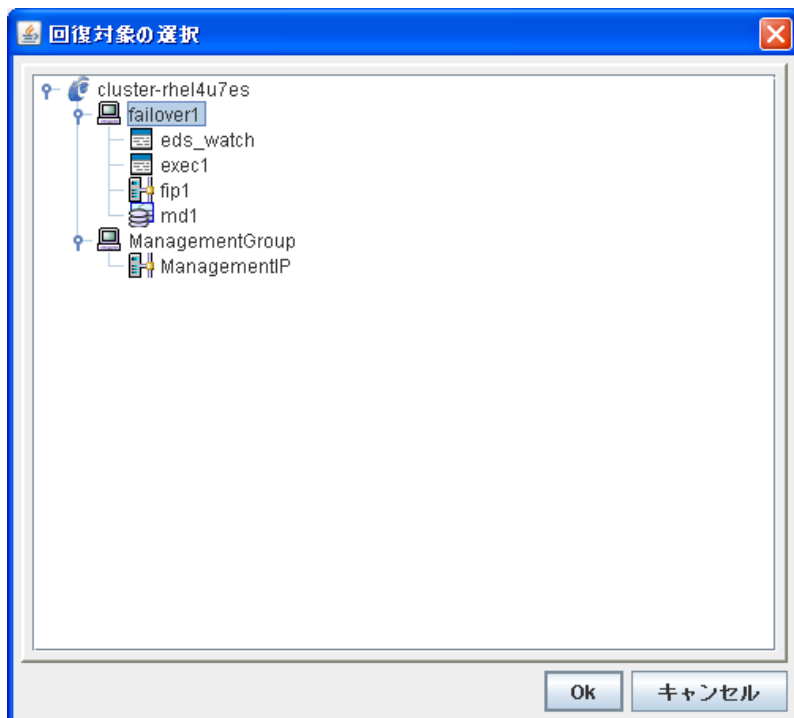 回復対象の選択
cluster-rhel4u7es
failover1
eds_watch
exec1
fip1
md1
ManagementGroup
ManagementIP
Ok
キャンセル